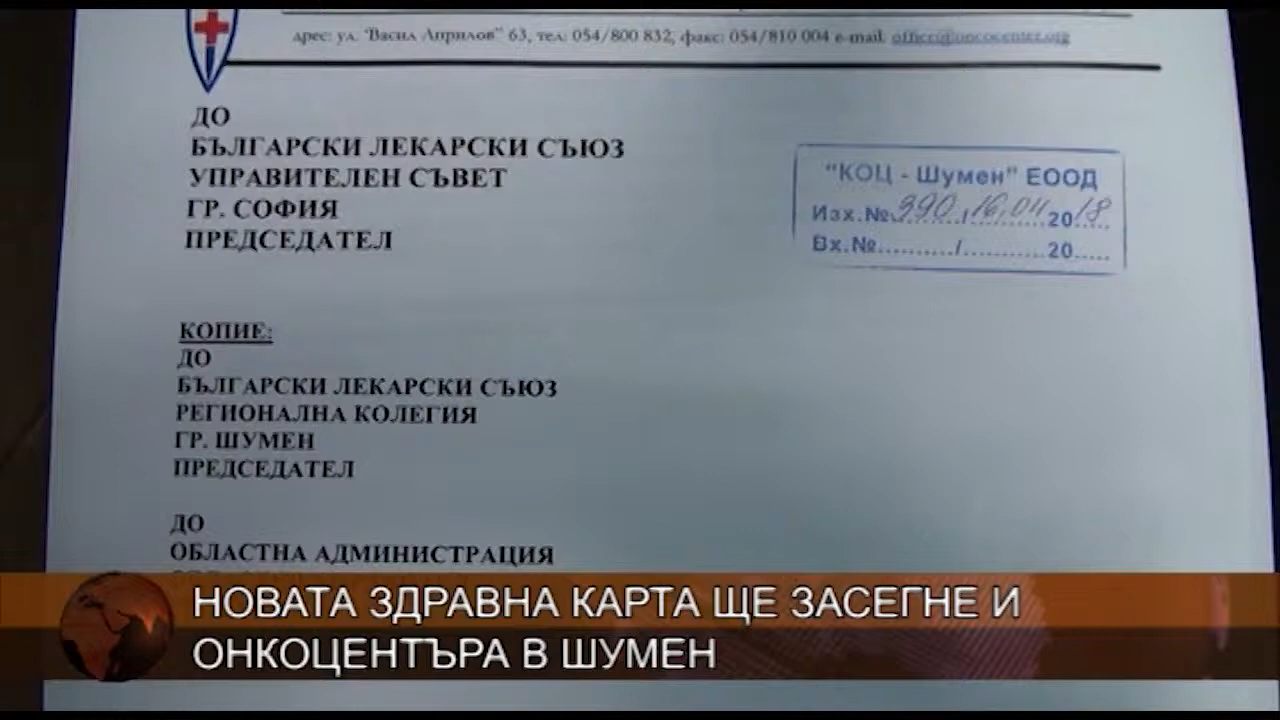 адрес: ул. "Васил Априлов" 63, тел: 054/800 832, факс: 054/810 004 e-mail: office@oncocenter.org
ДО
БЪЛГАРСКИ ЛЕКАРСКИ СЪЮЗ
УПРАВИТЕЛЕН СЪВЕТ
ГР. СОФИЯ
ПРЕДСЕДАТЕЛ
"КОЦ - Шумен" ЕООД
Изх.№ 390 / 16,04 2018
Вх.№........../............20.....
КОПИЕ:
ДО
БЪЛГАРСКИ ЛЕКАРСКИ СЪЮЗ
РЕГИОНАЛНА КОЛЕГИЯ
ГР. ШУМЕН
ПРЕДСЕДАТЕЛ
ДО
ОБЛАСТНА АДМИНИСТРАЦИЯ
НОВАТА ЗДРАВНА КАРТА ЩЕ ЗАСЕГНЕ И
ОНКОЦЕНТЪРА В ШУМЕН